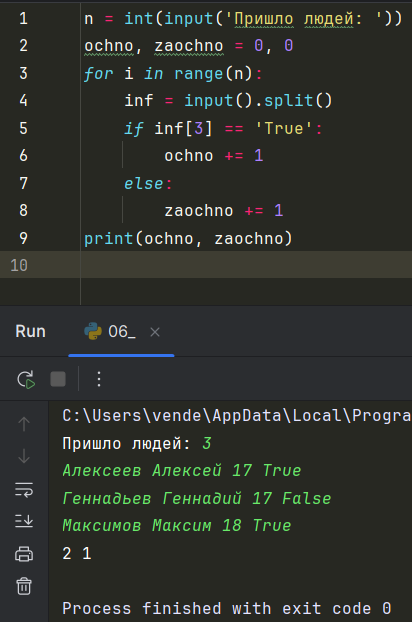 1 n = int(input('Пришло людей: '))
2 ochno, zaochno = 0, 0
3 for i in range(n):
4     inf = input().split()
5     if inf[3] == 'True':
6         ochno += 1
7     else:
8         zaochno += 1
9 print(ochno, zaochno)
10
Run 06_
C:\Users\vende\AppData\Local\Progra
Пришло людей: 3
Алексеев Алексей 17 True
Геннадьев Геннадий 17 False
Максимов Максим 18 True
2 1
Process finished with exit code 0